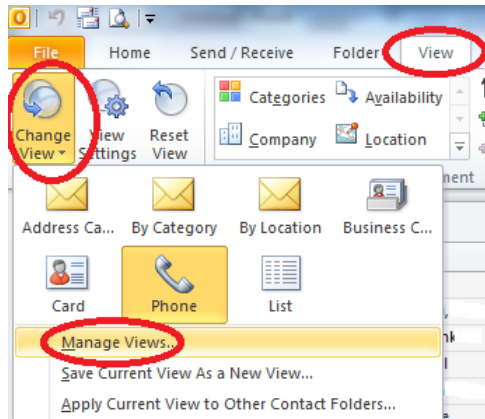 File Home Send / Receive Folder View
Categories Availability
Change View Reset
View Settings View
Company Location
ment
Address Ca... By Category By Location Business C...
Card Phone List
Manage Views...
Save Current View As a New View...
Apply Current View to Other Contact Folders...